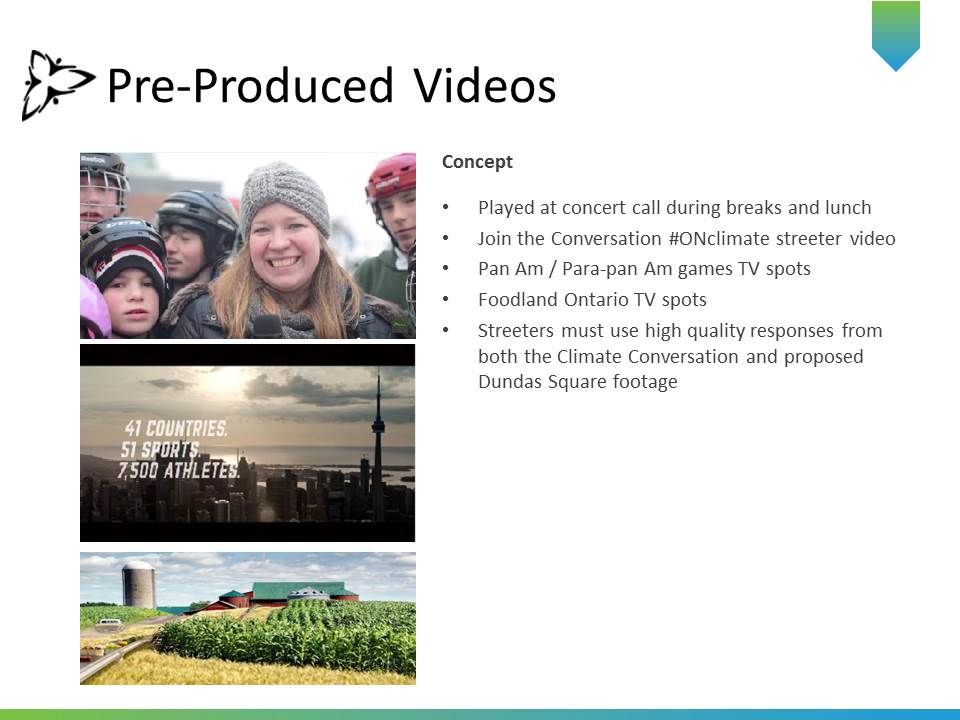 Pre-Produced Videos
Concept
• Played at concert call during breaks and lunch
• Join the Conversation #ONclimate streeter video
• Pan Am / Para-pan Am games TV spots
• Foodland Ontario TV spots
• Streeters must use high quality responses from
both the Climate Conversation and proposed
Dundas Square footage
Reebok
CCM
41 COUNTRIES.
51 SPORTS.
7,500 ATHLETES.